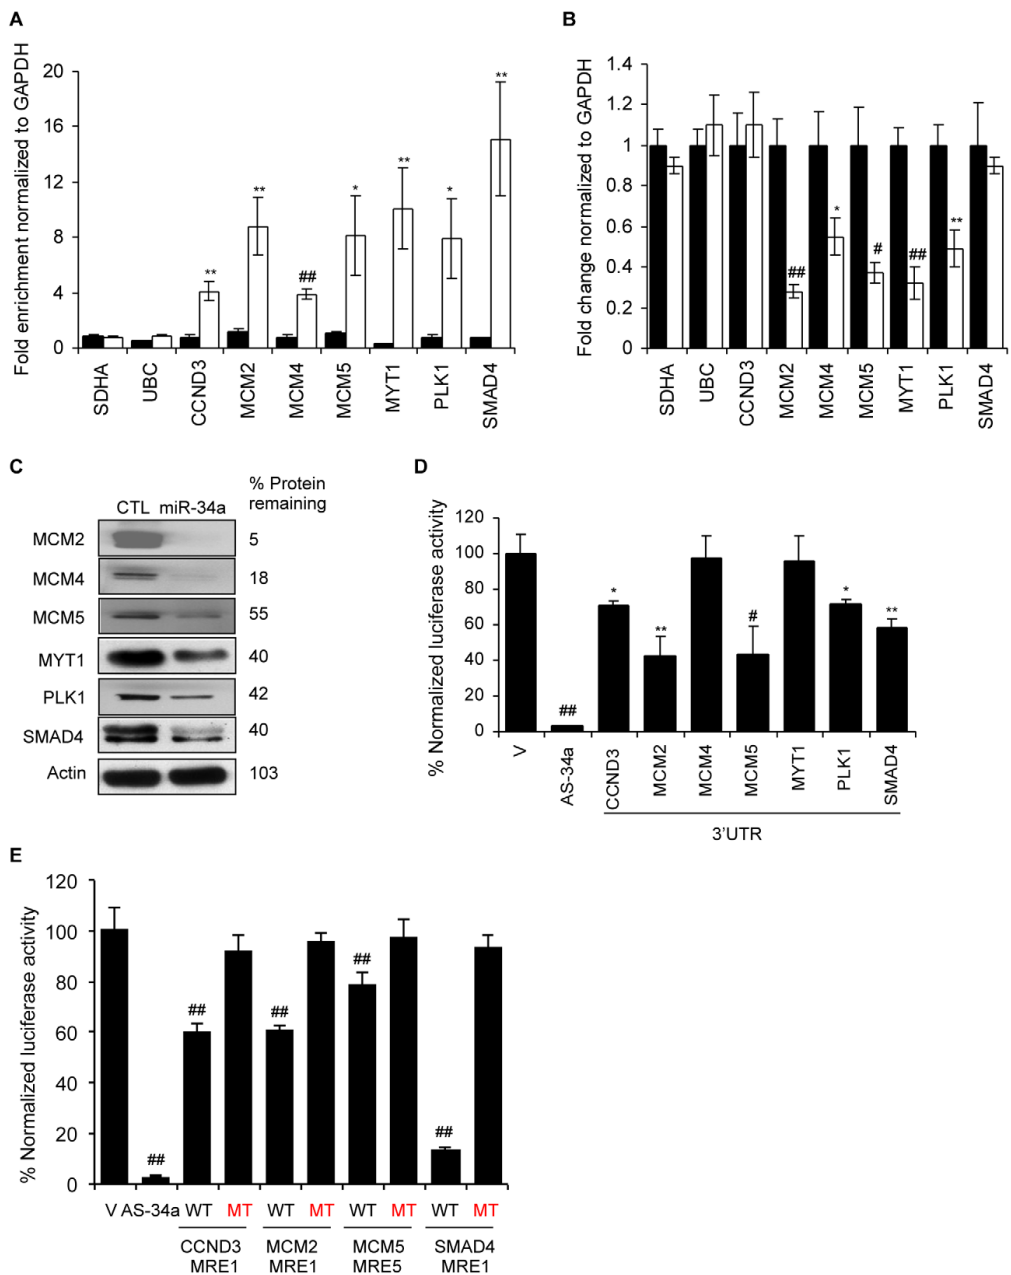 A
Fold enrichment normalized to GAPDH
20
16
12
8
4
0
**
**
##
*
**
*
**
SDHA
UBC
CCND3
MCM2
MCM4
MCM5
MYT1
PLK1
SMAD4
B
Fold change normalized to GAPDH
1.4
1.2
1
0.8
0.6
0.4
0.2
0
##
*
#
##
**
SDHA
UBC
CCND3
MCM2
MCM4
MCM5
MYT1
PLK1
SMAD4
C
% Protein
remaining
CTL miR-34a
MCM2 5
MCM4 18
MCM5 55
MYT1 40
PLK1 42
SMAD4 40
Actin 103
D
% Normalized luciferase activity
120
100
80
60
40
20
0
##
*
**
#
*
**
V
AS-34a
CCND3
MCM2
MCM4
MCM5
MYT1
PLK1
SMAD4
3'UTR
E
% Normalized luciferase activity
120
100
80
60
40
20
0
##
##
##
##
##
V AS-34a WT MT WT MT WT MT WT MT
CCND3 MCM2 MCM5 SMAD4
MRE1 MRE1 MRE5 MRE1